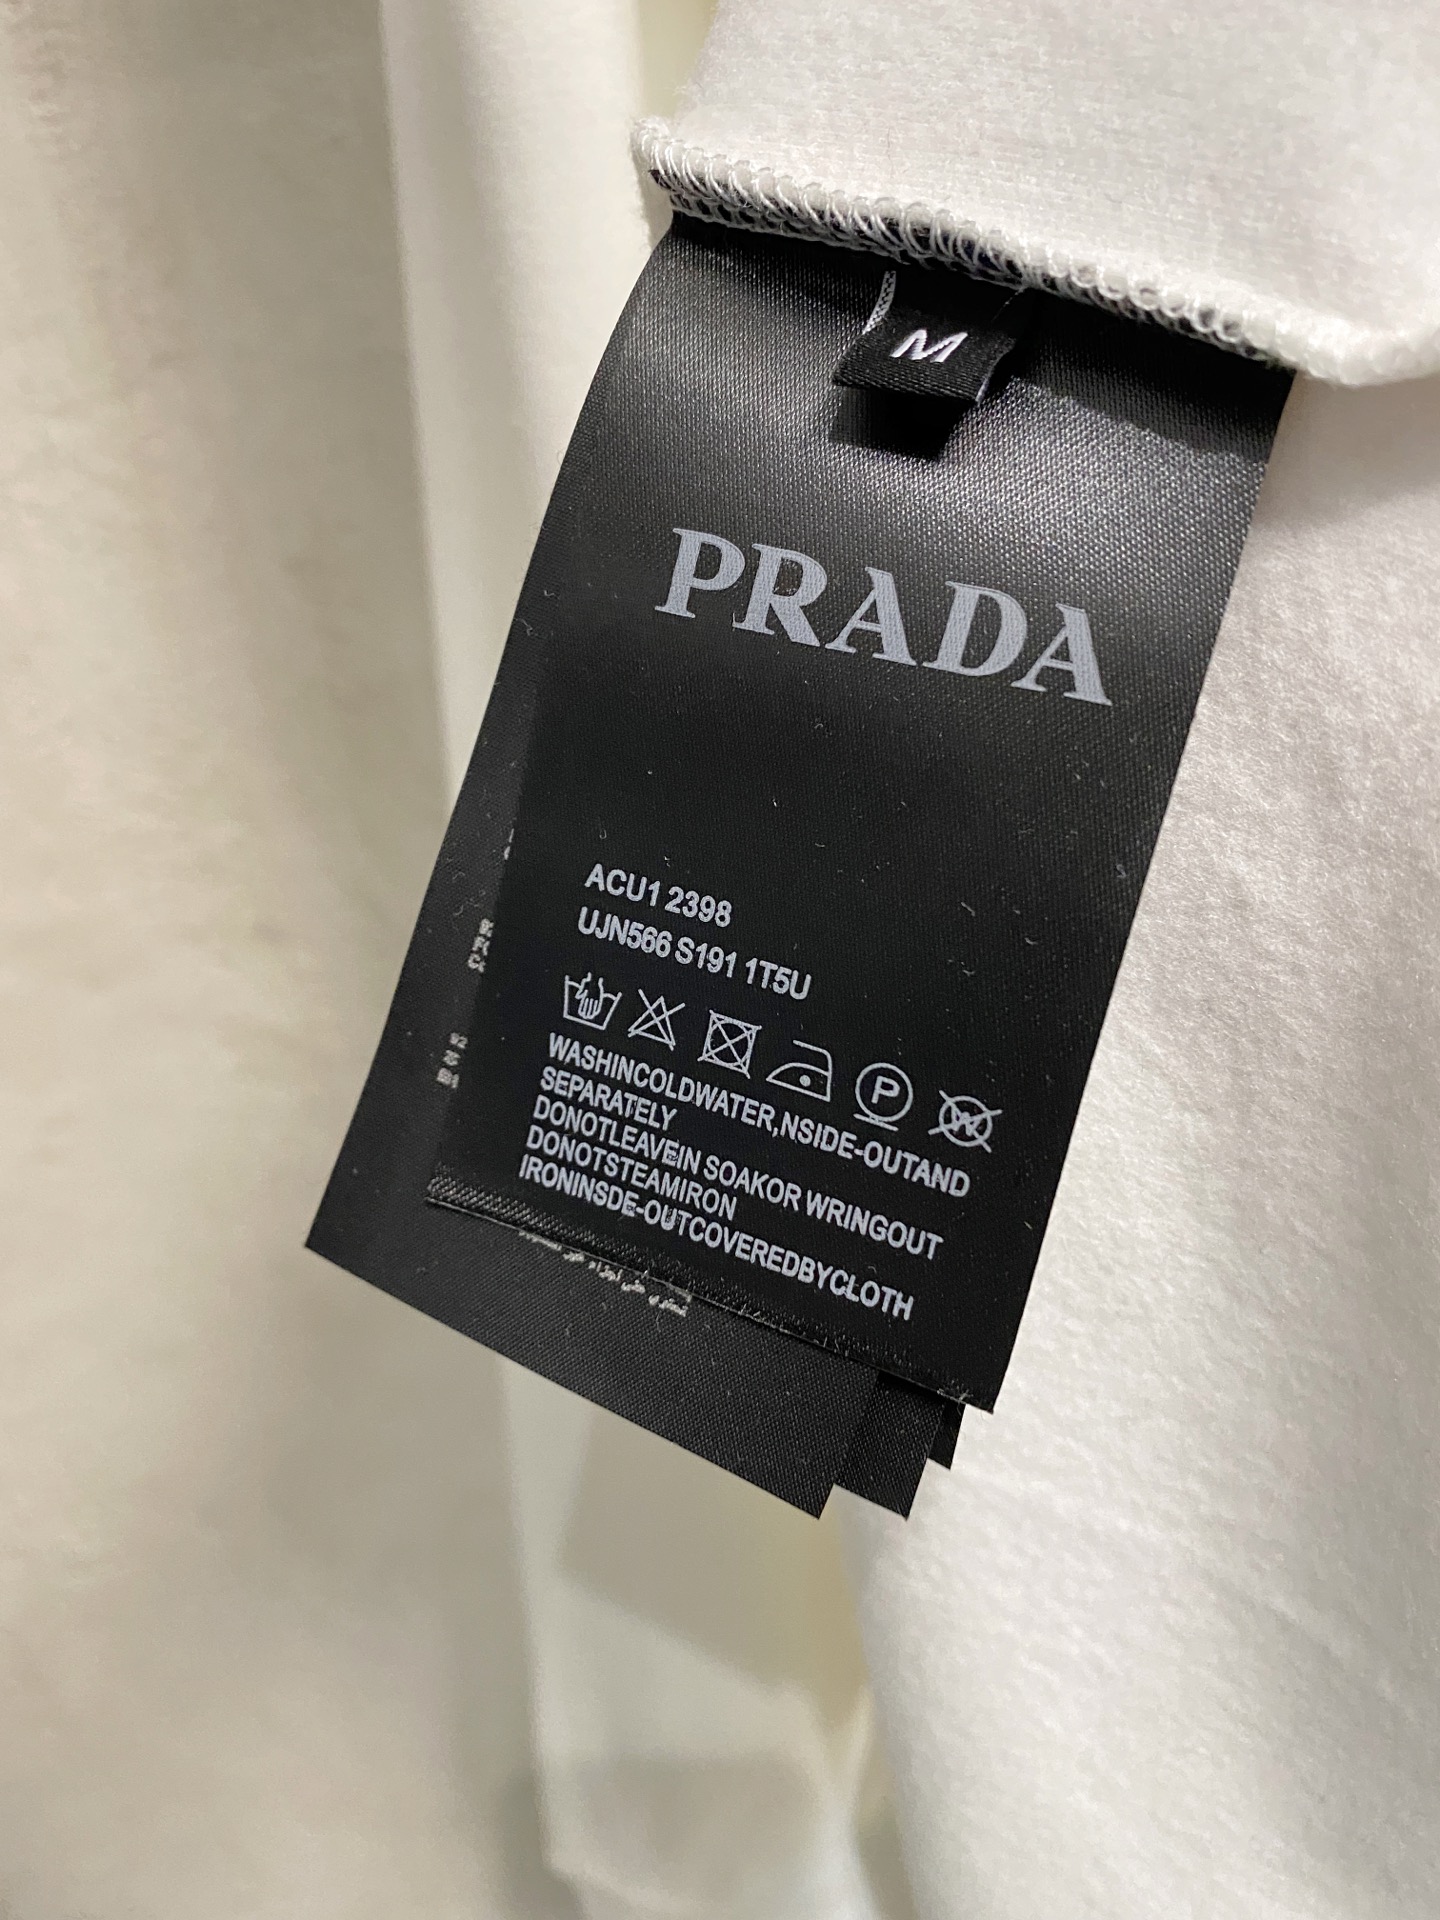 M
PRADA
ACU1 2398
UJN566 S191 1T5U
P
W
WASHINCOLDWATER,NSIDE-OUTAND
SEPARATELY
DONOTLEAVEIN SOAKOR WRINGOUT
DONOTSTEAMIRON
IRONINSDE-OUTCOVEREDBYCLOTH